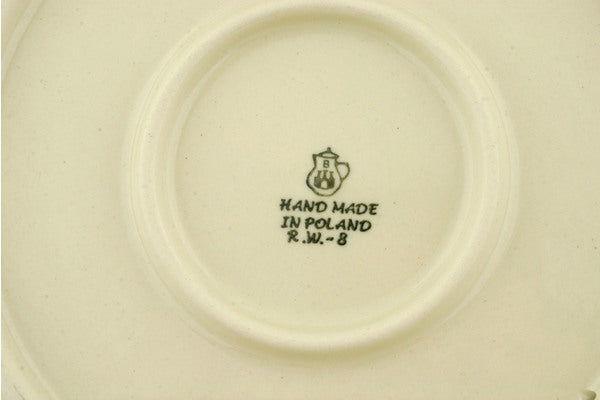 B
HAND MADE
IN POLAND
R.W.-8